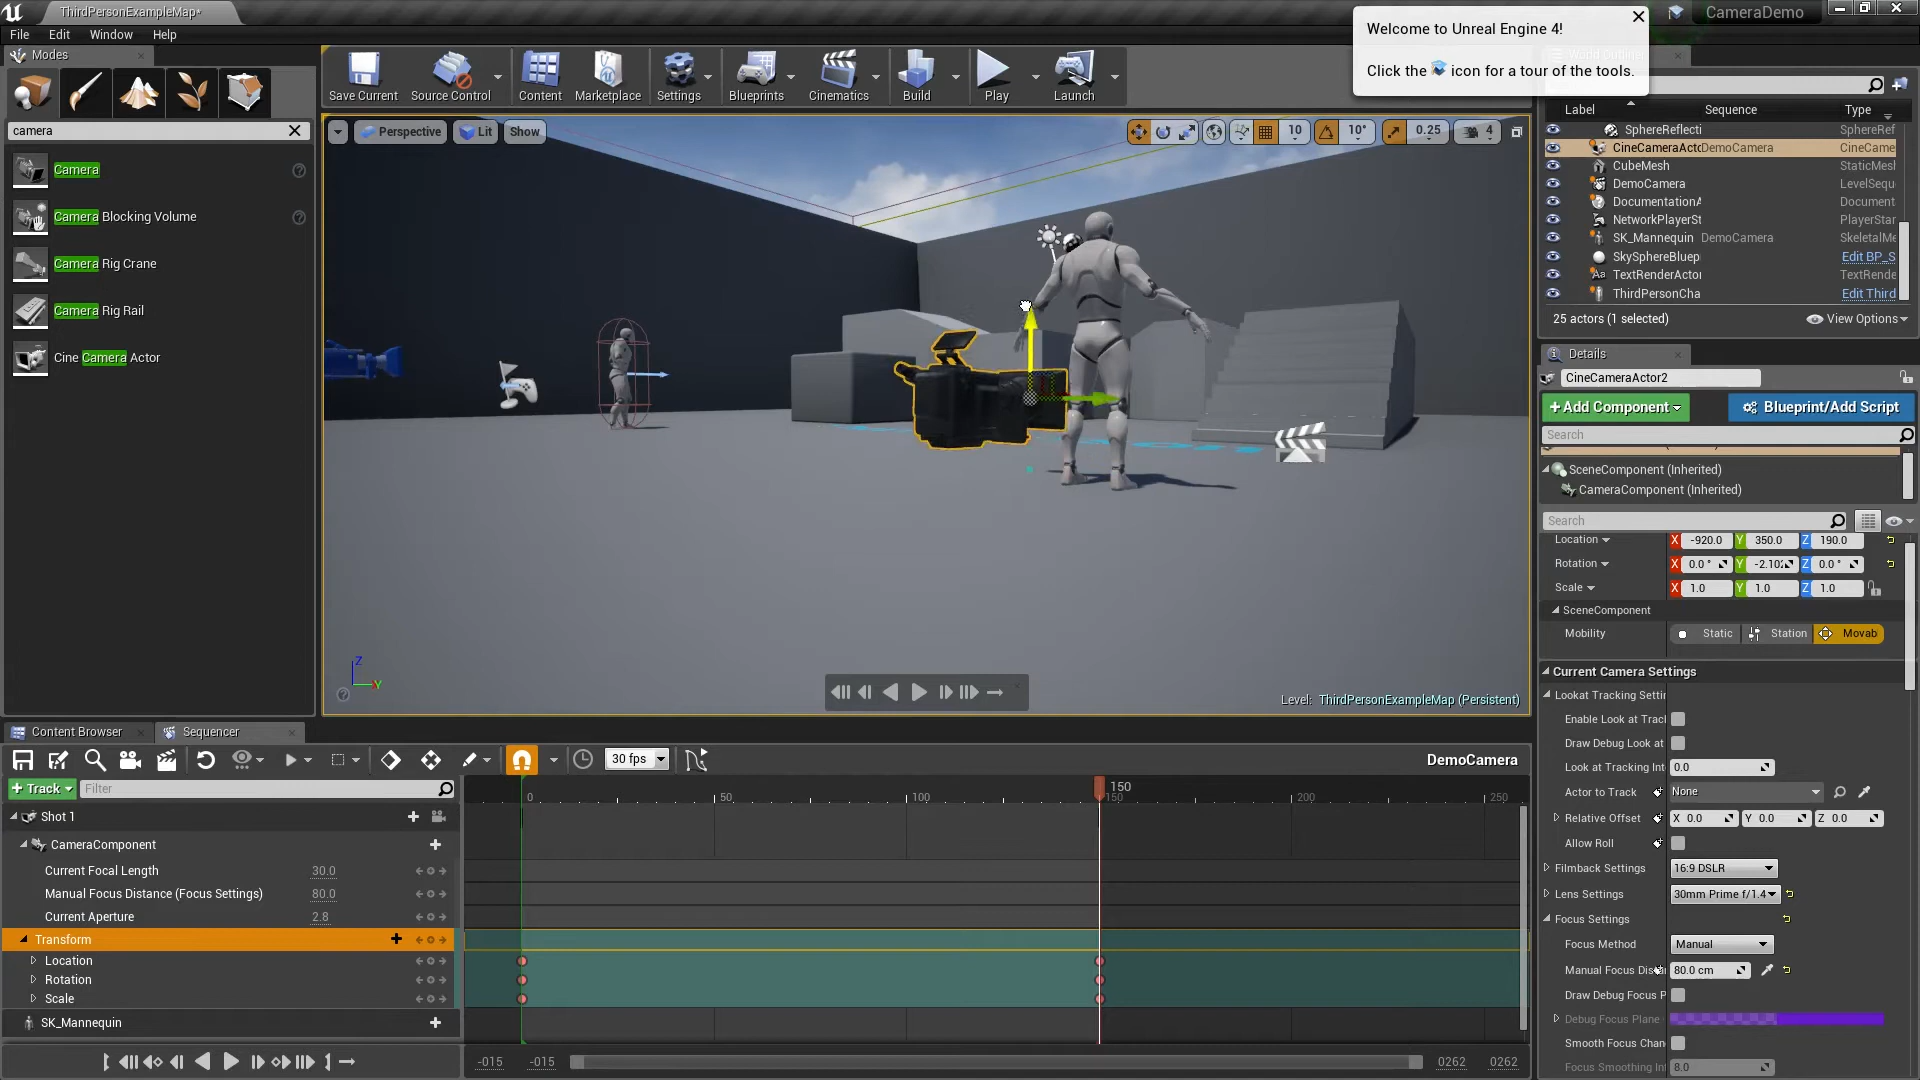 ThirdPersonExampleMap*
CameraDemo
File
Edit
Window
Help
Welcome to Unreal Engine 4!
Click the icon for a tour of the tools.
Modes
camera
Camera
Camera Blocking Volume
Camera Rig Crane
Camera Rig Rail
Cine Camera Actor
Save Current
Source Control
Content
Marketplace
Settings
Blueprints
Cinematics
Build
Play
Launch
Perspective
Lit
Show
10
10°
0.25
4
Z
Y
Level: ThirdPersonExampleMap (Persistent)
Label
Sequence
Type
SphereReflecti
SphereRef
CineCameraActo
DemoCamera
CineCame
CubeMesh
StaticMesl
DemoCamera
LevelSequ
DocumentationA
Document
NetworkPlayerSt
PlayerStar
SK_Mannequin
DemoCamera
SkeletalMe
SkySphereBluep
Edit BP_S
TextRenderActor
TextRende
ThirdPersonCha
Edit Third
25 actors (1 selected)
View Options
Details
CineCameraActor2
+Add Component
Blueprint/Add Script
Search
SceneComponent (Inherited)
CameraComponent (Inherited)
Search
Location X -920.0 Y 350.0 Z 190.0
Rotation X 0.0 ° Y -2.102 Z 0.0 °
Scale X 1.0 Y 1.0 Z 1.0
SceneComponent
Mobility Static Station Movab
Current Camera Settings
Lookat Tracking Settin
Enable Look at Tracl
Draw Debug Look at
Look at Tracking Int 0.0
Actor to Track None
Relative Offset X 0.0 Y 0.0 Z 0.0
Allow Roll
Filmback Settings 16:9 DSLR
Lens Settings 30mm Prime f/1.4
Focus Settings
Focus Method Manual
Manual Focus Dista 80.0 cm
Draw Debug Focus P
Debug Focus Plane
Smooth Focus Chan
Focus Smoothing Int 8.0
Content Browser
Sequencer
30 fps
DemoCamera
+ Track
Filter
0
50
100
150
150
200
250
Shot 1
CameraComponent
Current Focal Length 30.0
Manual Focus Distance (Focus Settings) 80.0
Current Aperture 2.8
Transform
Location
Rotation
Scale
SK_Mannequin
-015
-015
0262
0262